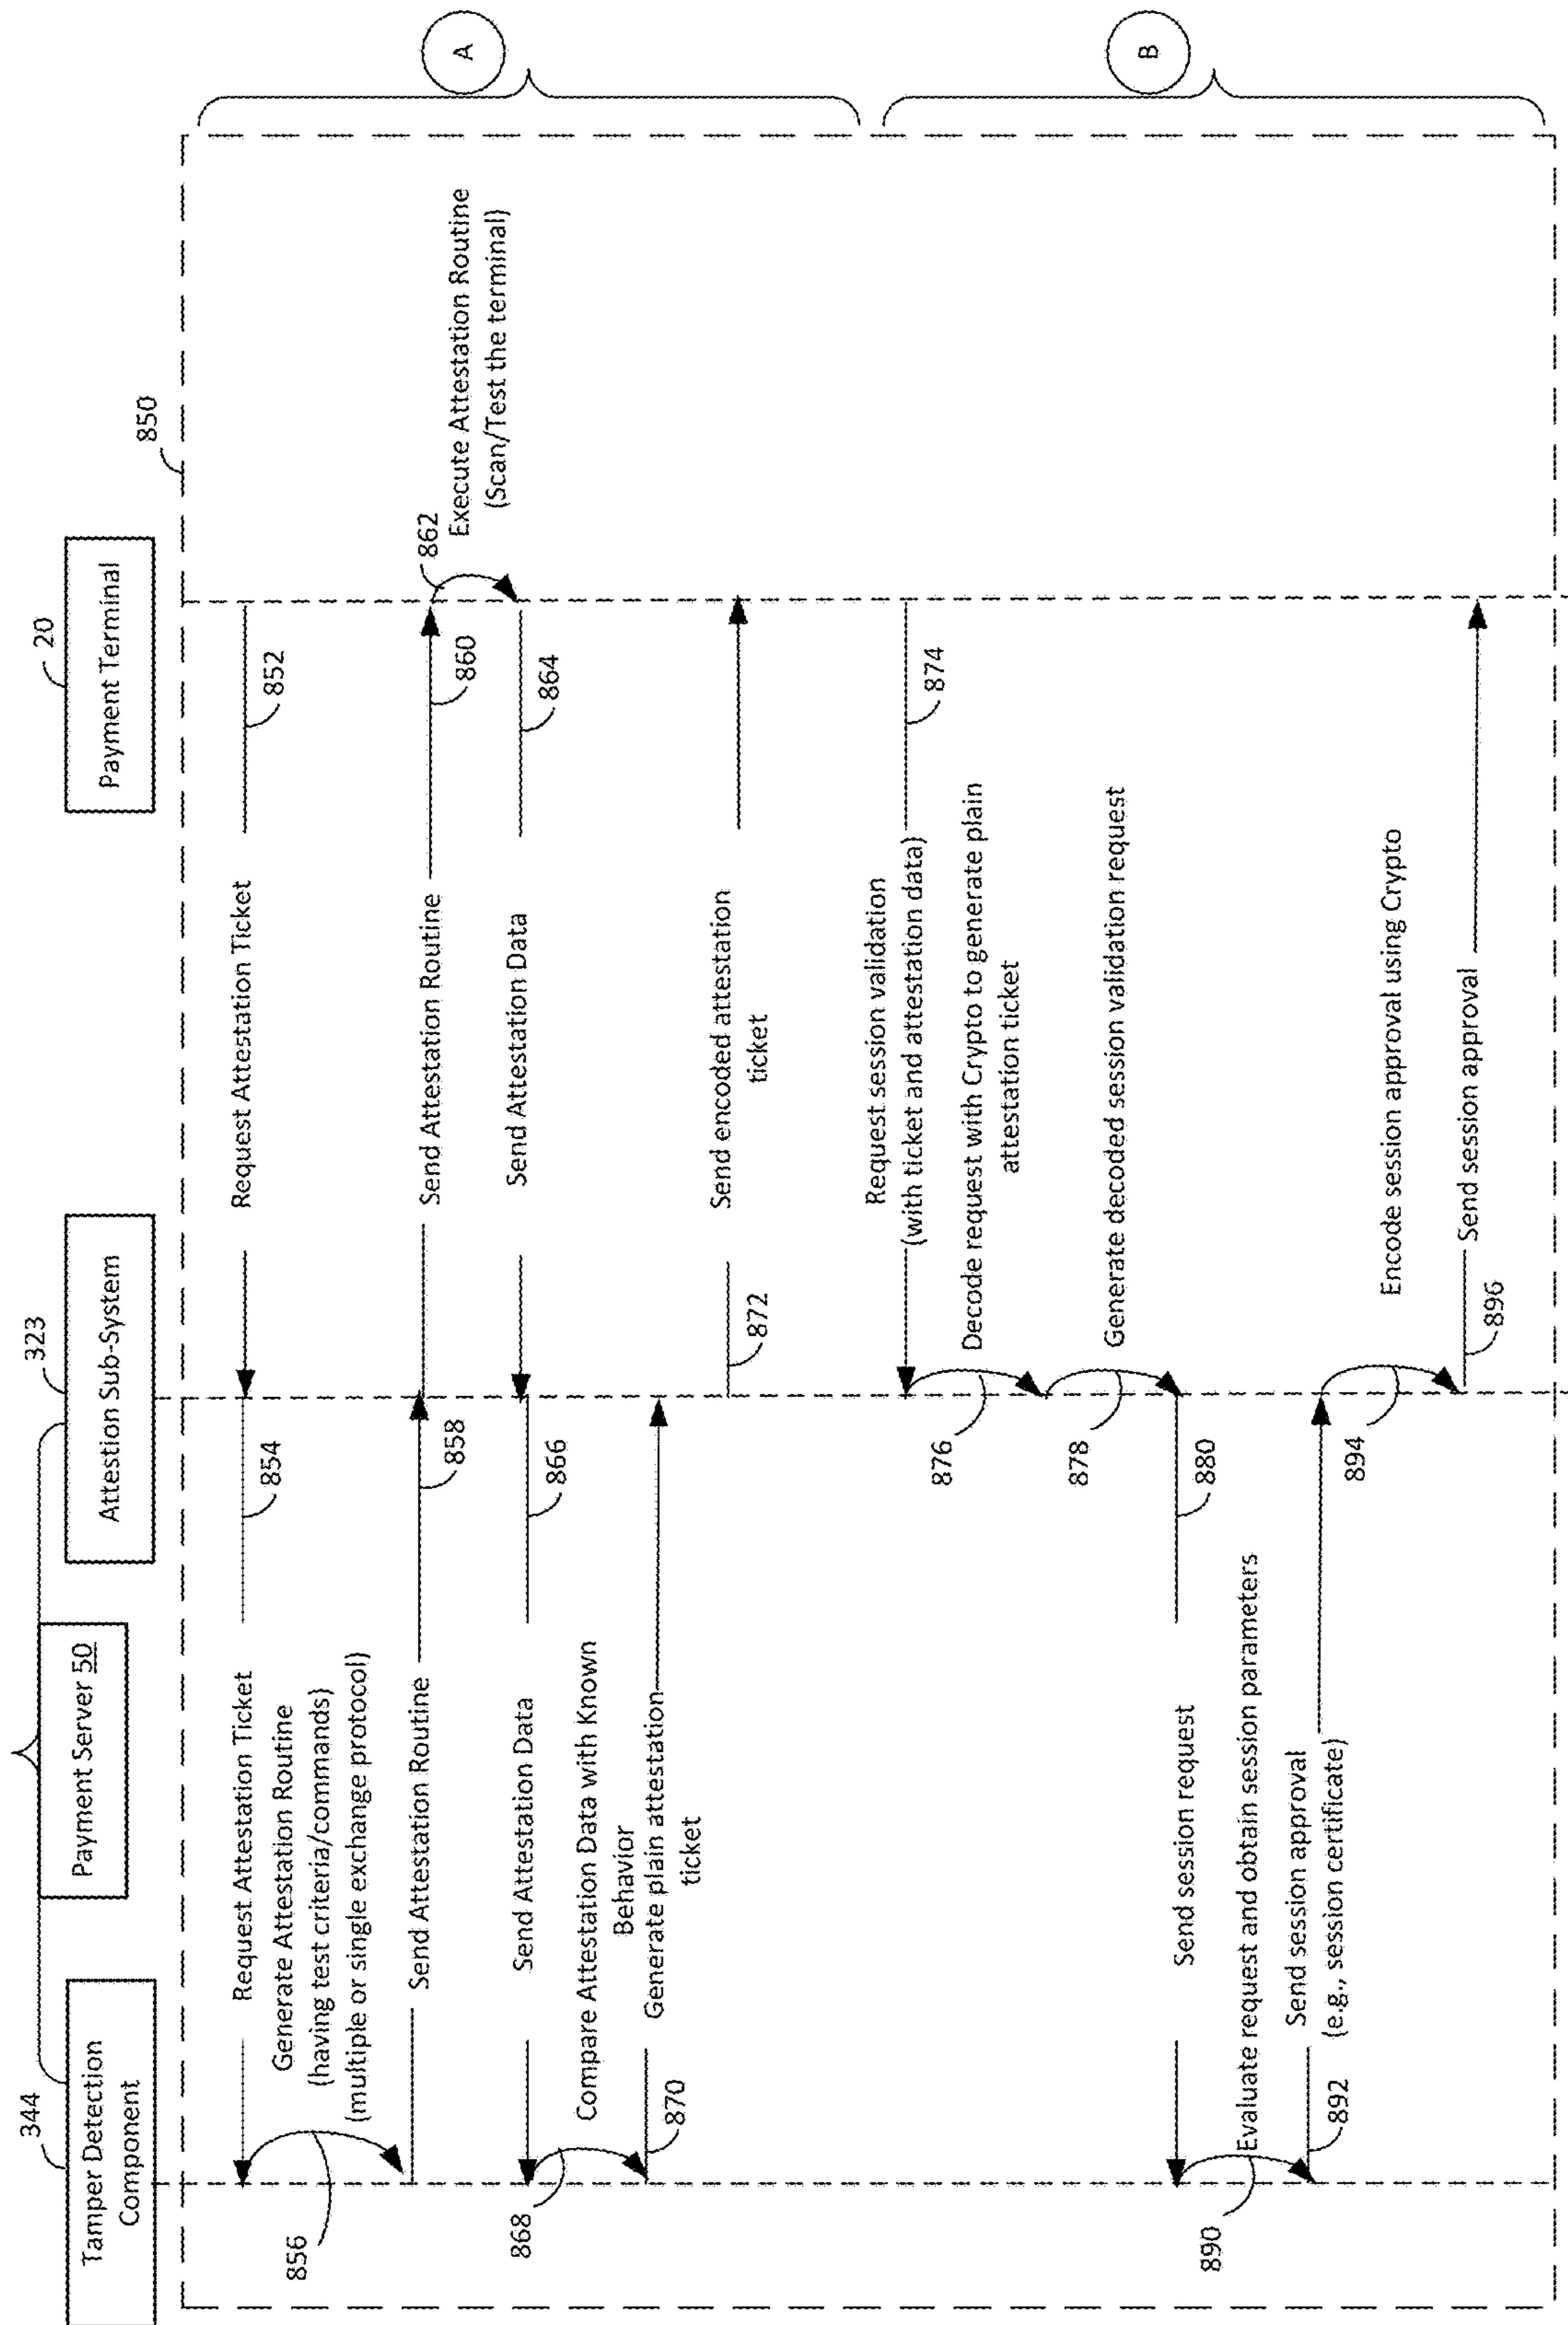 344
Tamper Detection
Component
Payment Server 50
323
Attestion Sub-System
20
Payment Terminal
850
Request Attestation Ticket
854
Request Attestation Ticket
852
856
Generate Attestation Routine
(having test criteria/commands)
(multiple or single exchange protocol)
Send Attestation Routine
858
Send Attestation Routine
860
862
Execute Attestation Routine
(Scan/Test the terminal)
Send Attestation Data
866
Send Attestation Data
864
868
Compare Attestation Data with Known
Behavior
870
Generate plain attestation
ticket
872
Send encoded attestation
ticket
A
Request session validation
(with ticket and attestation data)
874
876
Decode request with Crypto to generate plain
attestation ticket
878
Generate decoded session validation request
Send session request
880
890
Evaluate request and obtain session parameters
892
Send session approval
(e.g., session certificate)
894
Encode session approval using Crypto
896
Send session approval
B